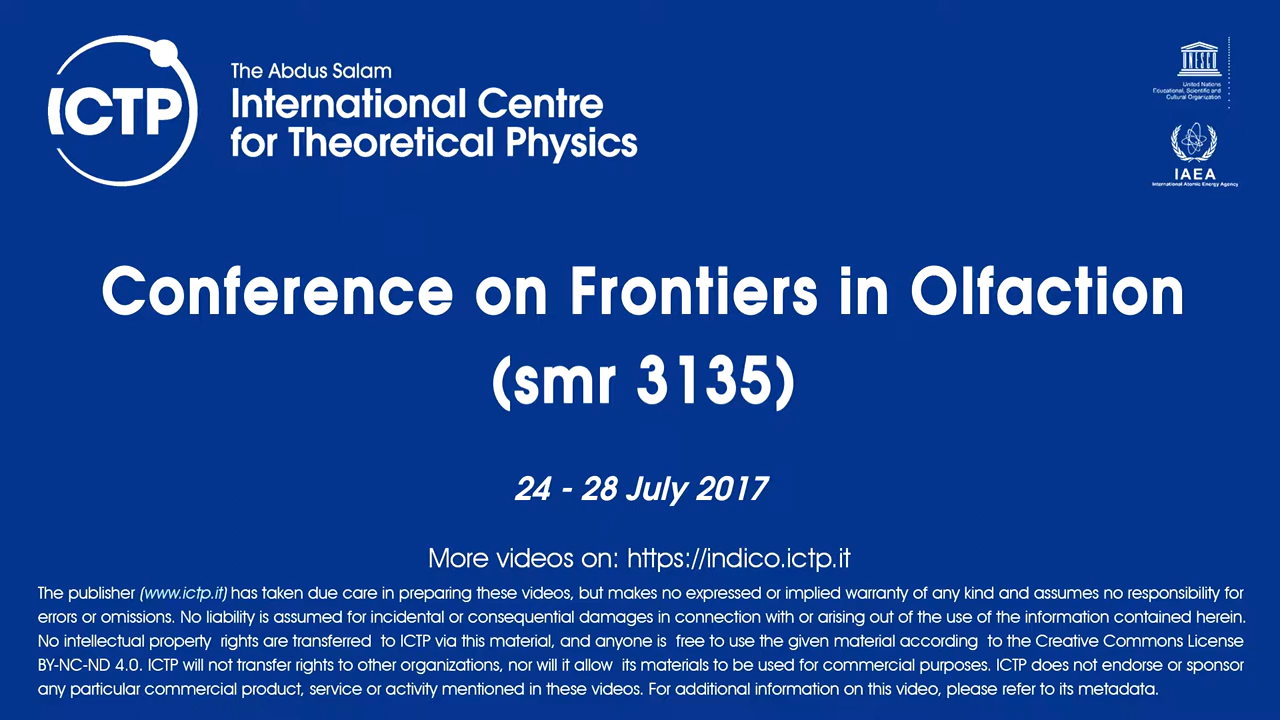 ICTP
The Abdus Salam
International Centre
for Theoretical Physics
UNESCO
United Nations
Educational, Scientific and
Cultural Organization
IAEA
International Atomic Energy Agency
Conference on Frontiers in Olfaction
(smr 3135)
24 - 28 July 2017
More videos on: https://indico.ictp.it
The publisher (www.ictp.it) has taken due care in preparing these videos, but makes no expressed or implied warranty of any kind and assumes no responsibility for
errors or omissions. No liability is assumed for incidental or consequential damages in connection with or arising out of the use of the information contained herein.
No intellectual property rights are transferred to ICTP via this material, and anyone is free to use the given material according to the Creative Commons License
BY-NC-ND 4.0. ICTP will not transfer rights to other organizations, nor will it allow its materials to be used for commercial purposes. ICTP does not endorse or sponsor
any particular commercial product, service or activity mentioned in these videos. For additional information on this video, please refer to its metadata.